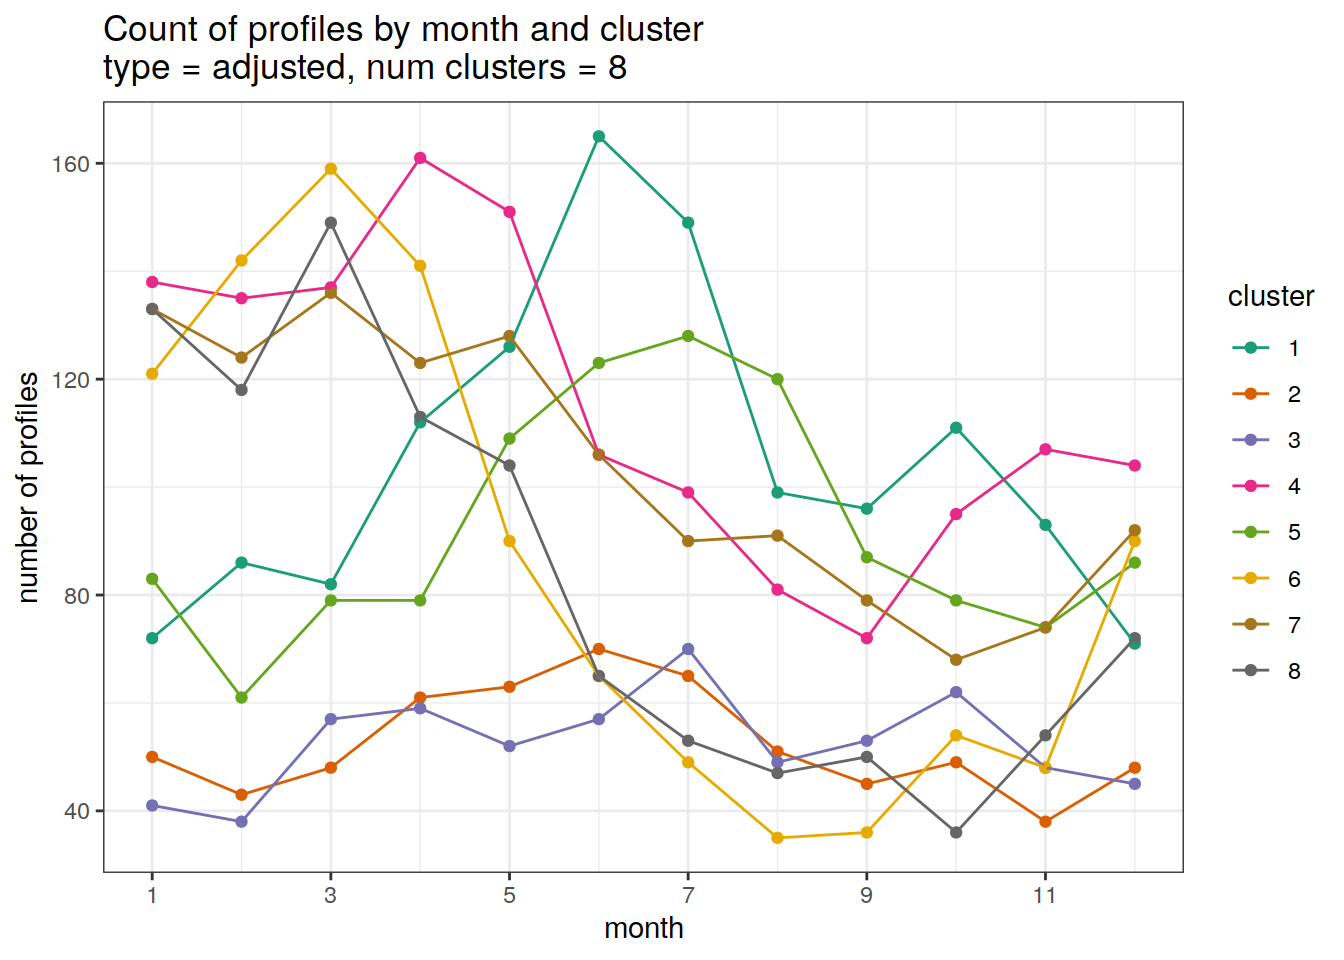 Count of profiles by month and cluster
type = adjusted, num clusters = 8
160
120
80
40
number of profiles
1 3 5 7 9 11
month
cluster
1
2
3
4
5
6
7
8